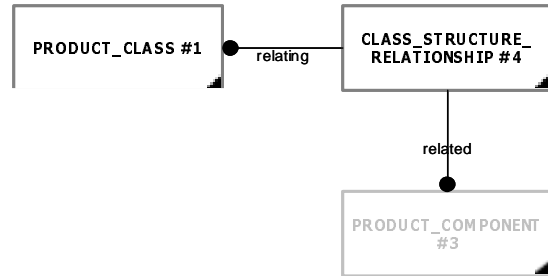 PRODUCT_CLASS #1
relating
CLASS_STRUCTURE_
RELATIONSHIP #4
related
PRODUCT_COMPONENT
#3